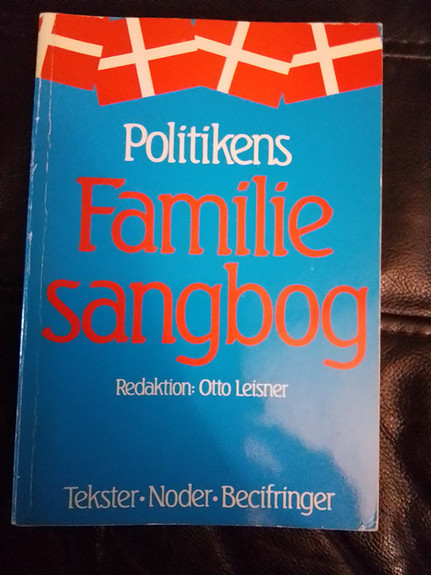 Politikens
Familie
sangbog
Redaktion: Otto Leisner
Tekster • Noder • Becifringer